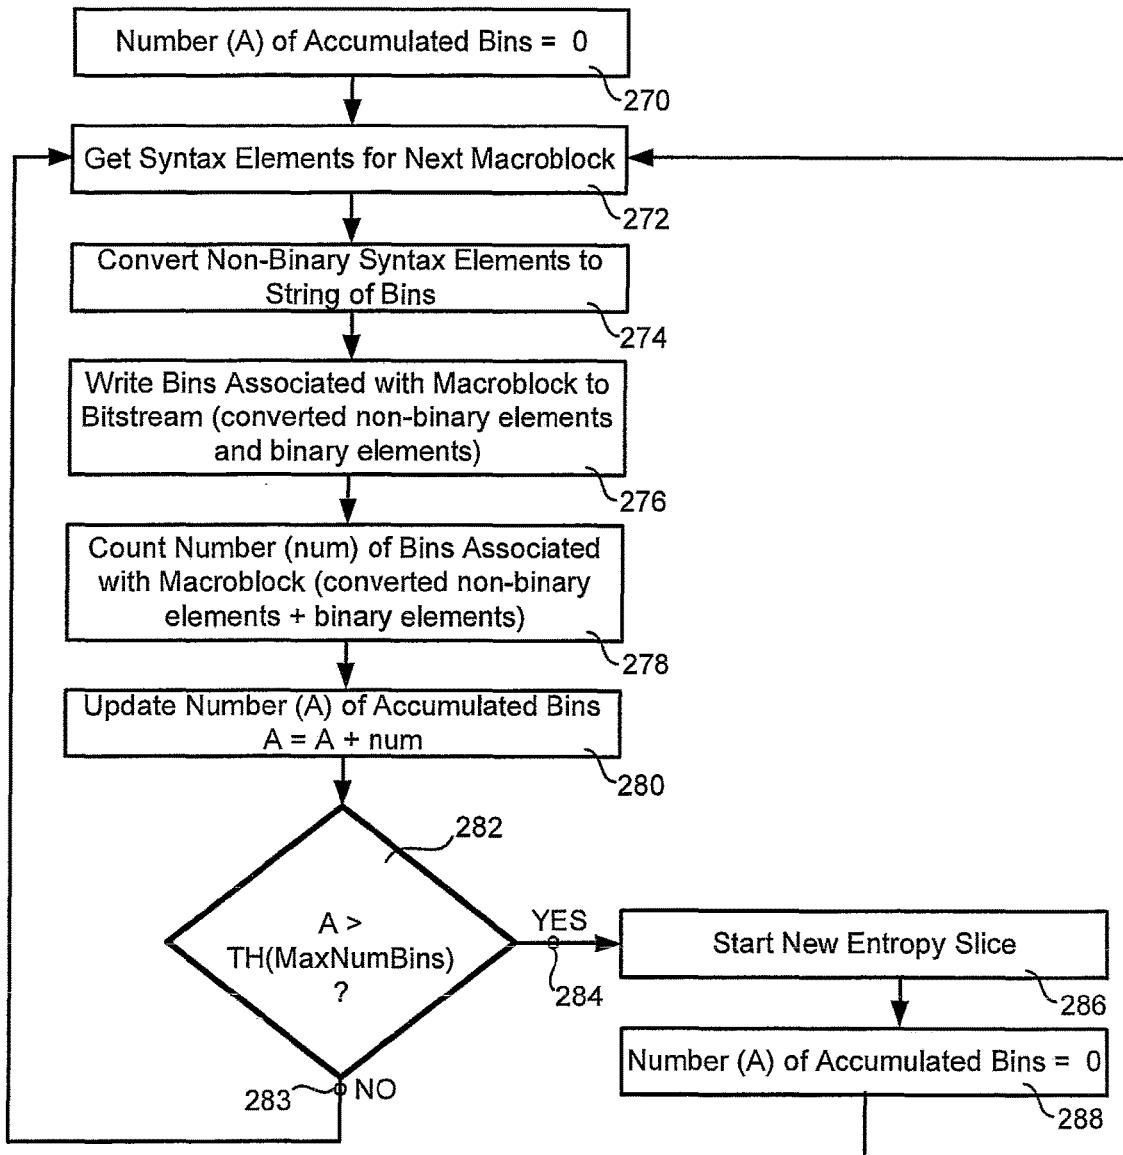 Number (A) of Accumulated Bins = 0
270
Get Syntax Elements for Next Macroblock
272
Convert Non-Binary Syntax Elements to
String of Bins
274
Write Bins Associated with Macroblock to
Bitstream (converted non-binary elements
and binary elements)
276
Count Number (num) of Bins Associated
with Macroblock (converted non-binary
elements + binary elements)
278
Update Number (A) of Accumulated Bins
A = A + num
280
282
A >
TH(MaxNumBins)
?
YES
284
283
NO
Start New Entropy Slice
286
Number (A) of Accumulated Bins = 0
288